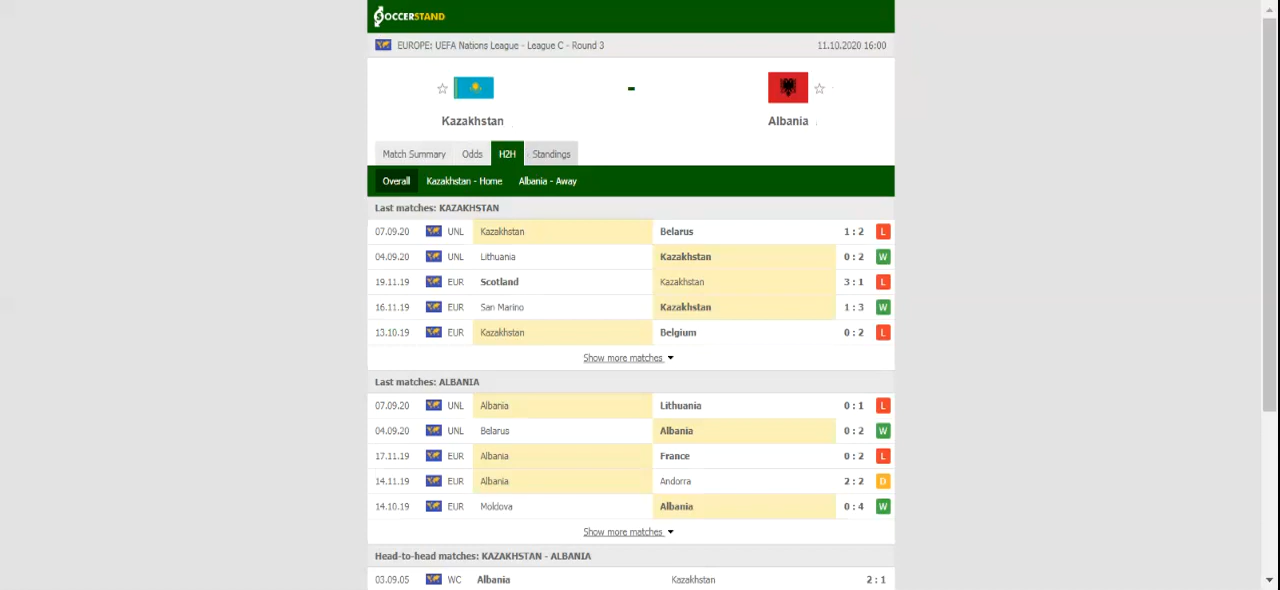 SOCCERSTAND
EUROPE: UEFA Nations League - League C - Round 3 11.10.2020 16:00
-
Kazakhstan Albania
Match Summary Odds H2H Standings
Overall Kazakhstan - Home Albania - Away
Last matches: KAZAKHSTAN
07.09.20 UNL Kazakhstan Belarus 1 : 2 L
04.09.20 UNL Lithuania Kazakhstan 0 : 2 W
19.11.19 EUR Scotland Kazakhstan 3 : 1 L
16.11.19 EUR San Marino Kazakhstan 1 : 3 W
13.10.19 EUR Kazakhstan Belgium 0 : 2 L
Show more matches
Last matches: ALBANIA
07.09.20 UNL Albania Lithuania 0 : 1 L
04.09.20 UNL Belarus Albania 0 : 2 W
17.11.19 EUR Albania France 0 : 2 L
14.11.19 EUR Albania Andorra 2 : 2 D
14.10.19 EUR Moldova Albania 0 : 4 W
Show more matches
Head-to-head matches: KAZAKHSTAN - ALBANIA
03.09.05 WC Albania Kazakhstan 2 : 1